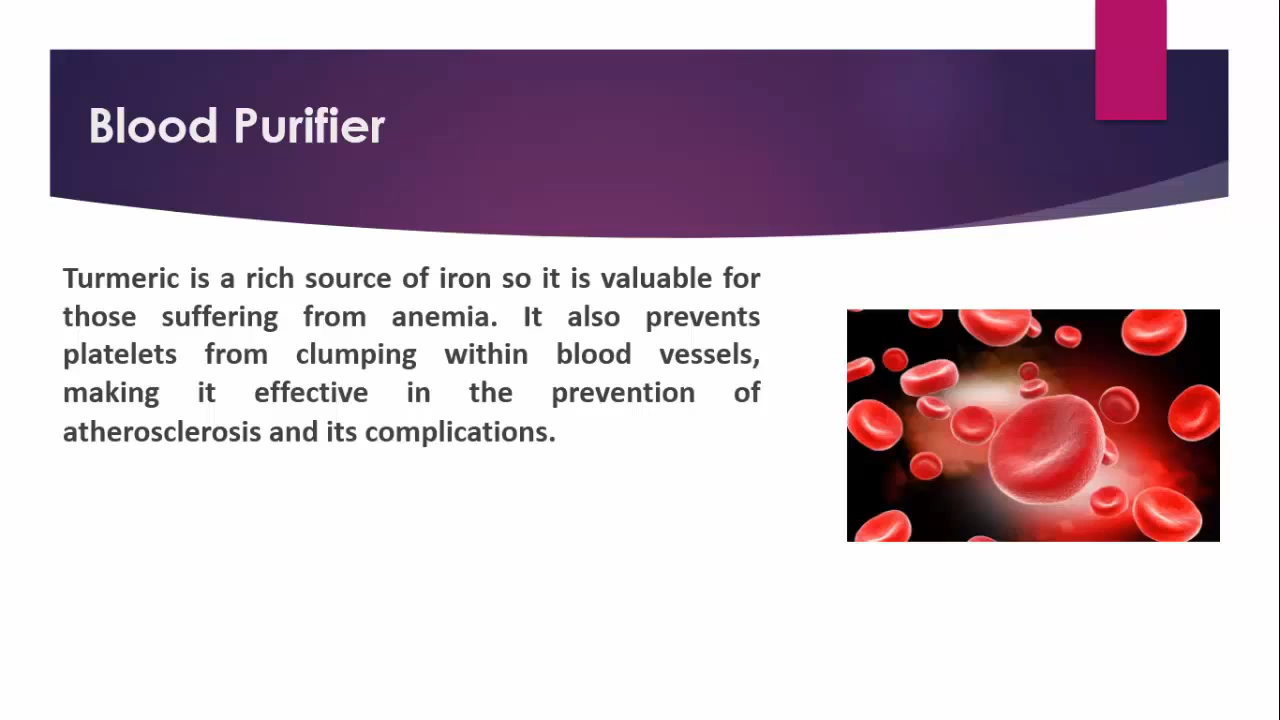 Blood Purifier
Turmeric is a rich source of iron so it is valuable for
those suffering from anemia. It also prevents
platelets from clumping within blood vessels,
making it effective in the prevention of
atherosclerosis and its complications.